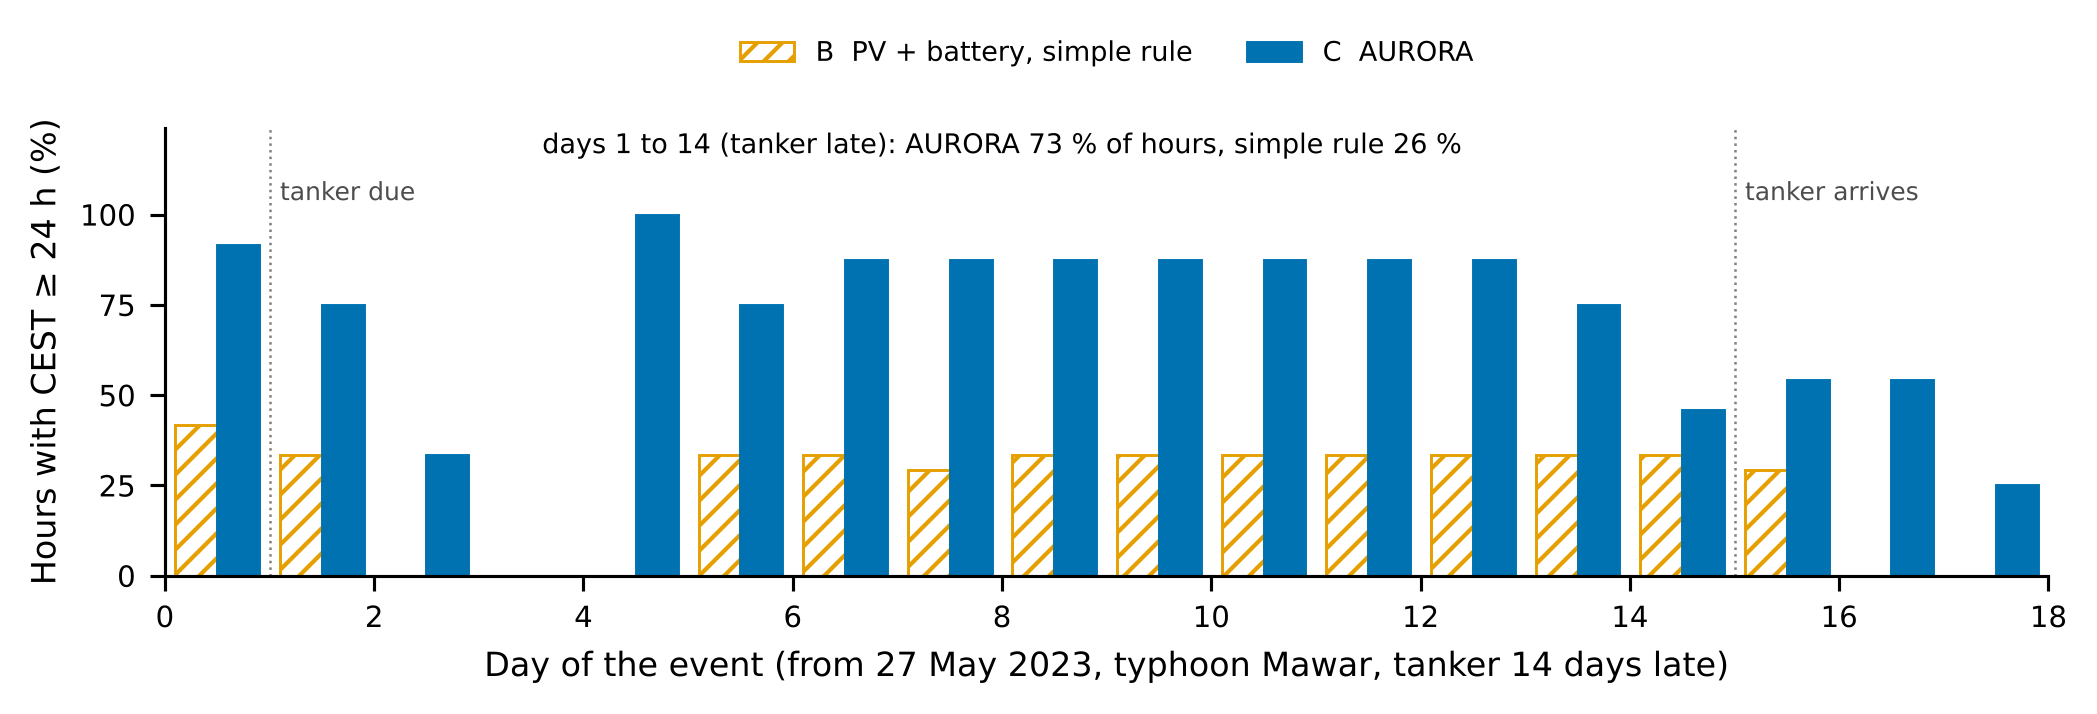 B  PV + battery, simple rule
C  AURORA
days 1 to 14 (tanker late): AURORA 73 % of hours, simple rule 26 %
tanker due
tanker arrives
Hours with CEST ≥ 24 h (%)
100
75
50
25
0
0 2 4 6 8 10 12 14 16 18
Day of the event (from 27 May 2023, typhoon Mawar, tanker 14 days late)